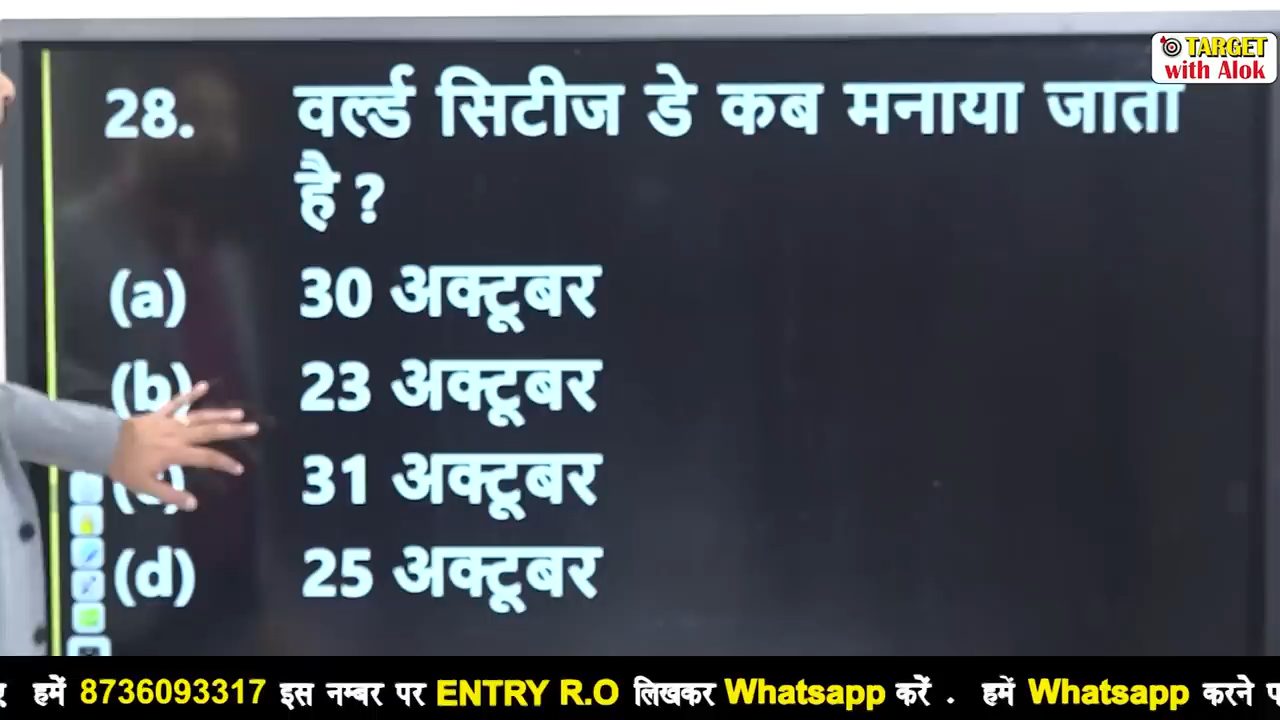 TARGET
with Alok
28. वर्ल्ड सिटीज डे कब मनाया जाता
है ?
(a) 30 अक्टूबर
(b) 23 अक्टूबर
(c) 31 अक्टूबर
(d) 25 अक्टूबर
हमें 8736093317 इस नम्बर पर ENTRY R.O लिखकर Whatsapp करें . हमें Whatsapp करने